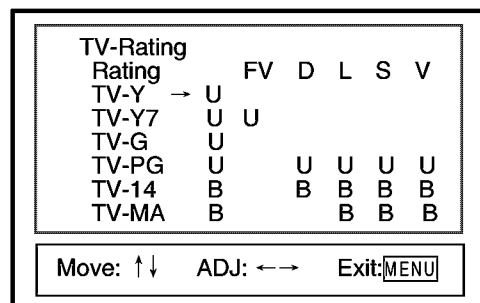 TV-Rating
Rating FV D L S V
TV-Y → U
TV-Y7 U U
TV-G U
TV-PG U U U U U
TV-14 B B B B B
TV-MA B B B B
Move: ↑↓ ADJ: ←→ Exit:MENU